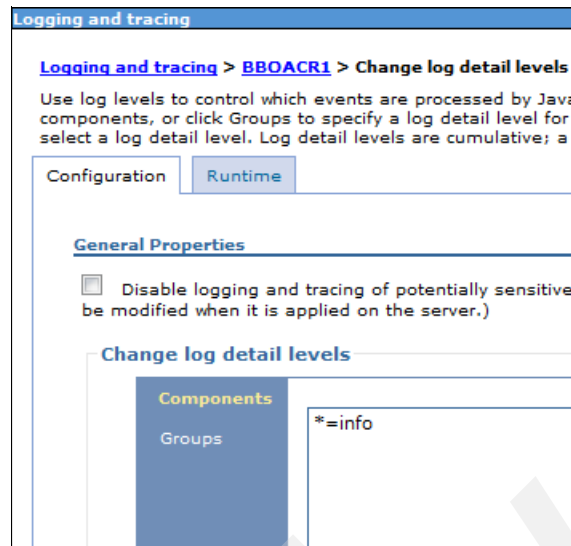 Logging and tracing
Logging and tracing > BBOACR1 > Change log detail levels
Use log levels to control which events are processed by Java
components, or click Groups to specify a log detail level for
select a log detail level. Log detail levels are cumulative; a
Configuration Runtime
General Properties
Disable logging and tracing of potentially sensitive
be modified when it is applied on the server.)
Change log detail levels
Components
*=info
Groups